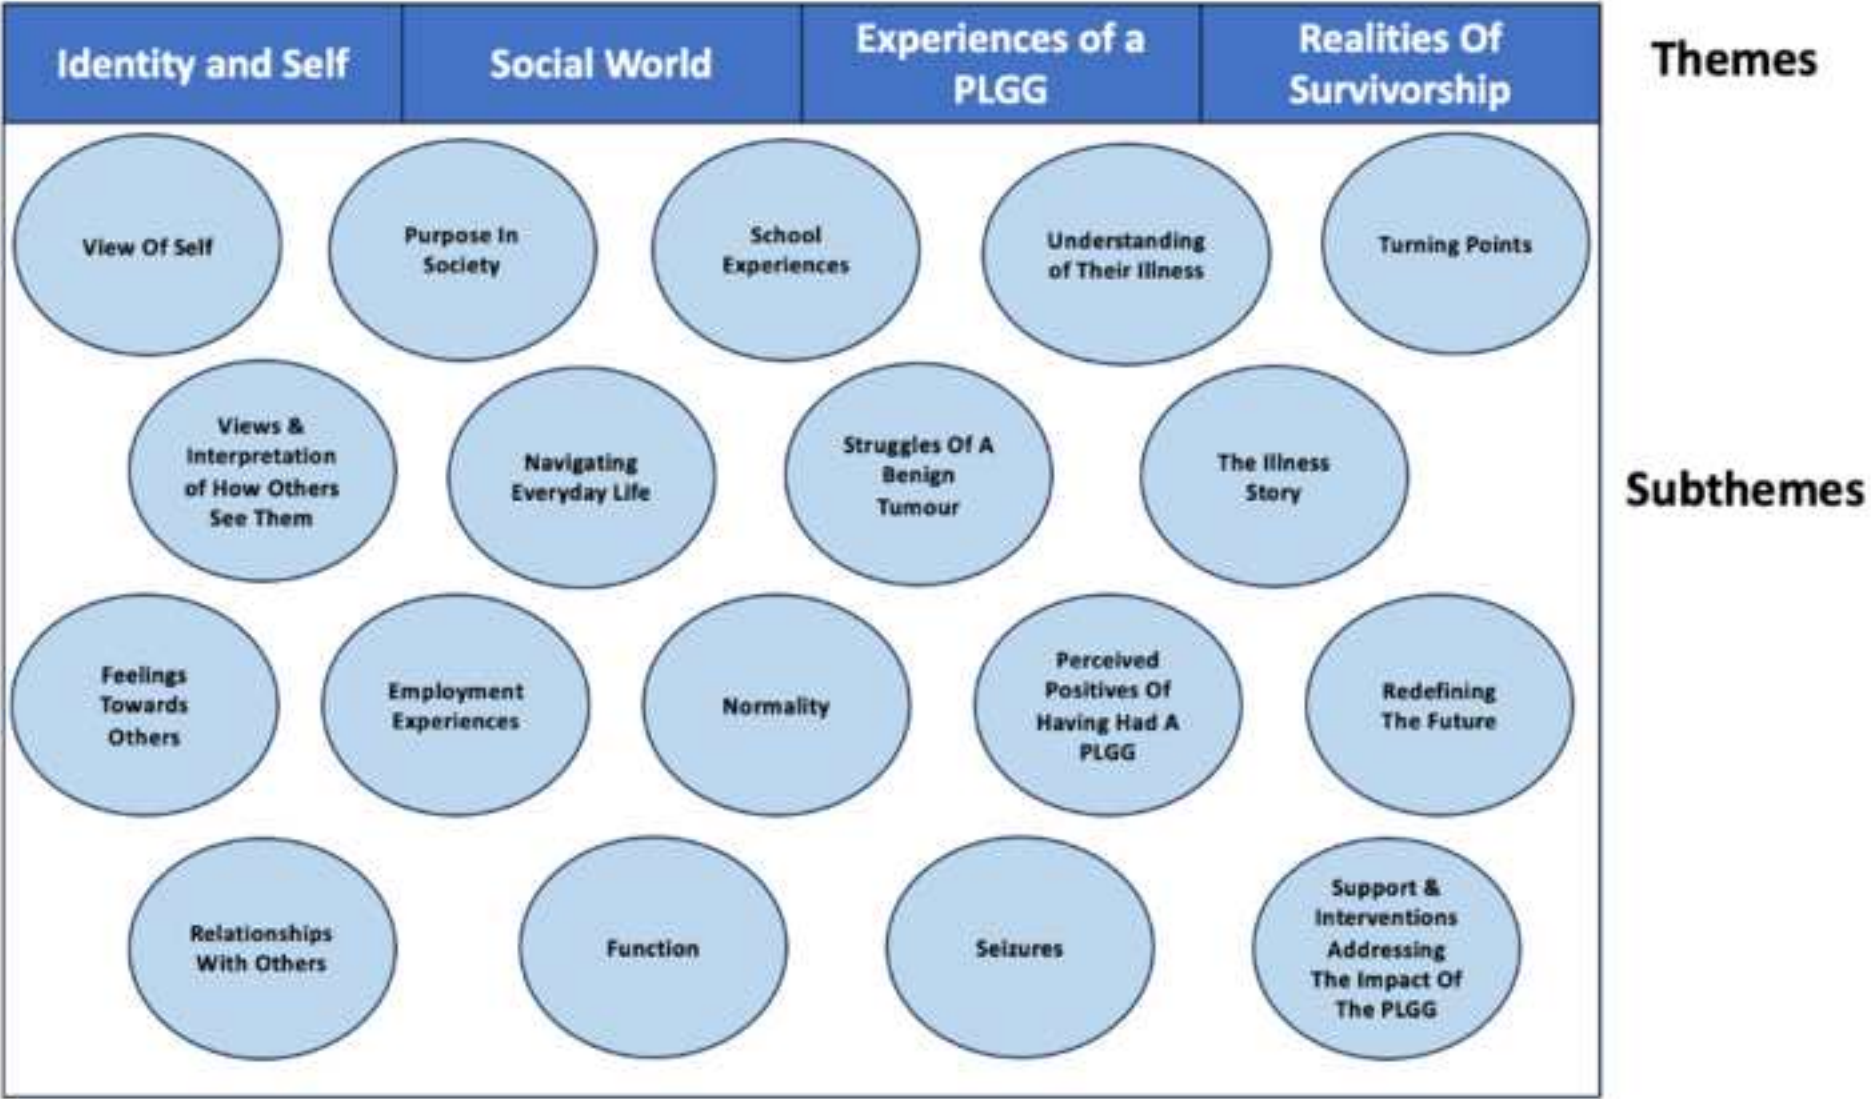 Identity and Self
Social World
Experiences of a
PLGG
Realities Of
Survivorship
Themes
View Of Self
Purpose In
Society
School
Experiences
Understanding
of Their Illness
Turning Points
Views &
Interpretation
of How Others
See Them
Navigating
Everyday Life
Struggles Of A
Benign
Tumour
The Illness
Story
Subthemes
Feelings
Towards
Others
Employment
Experiences
Normality
Perceived
Positives Of
Having Had A
PLGG
Redefining
The Future
Relationships
With Others
Function
Seizures
Support &
Interventions
Addressing
The Impact Of
The PLGG